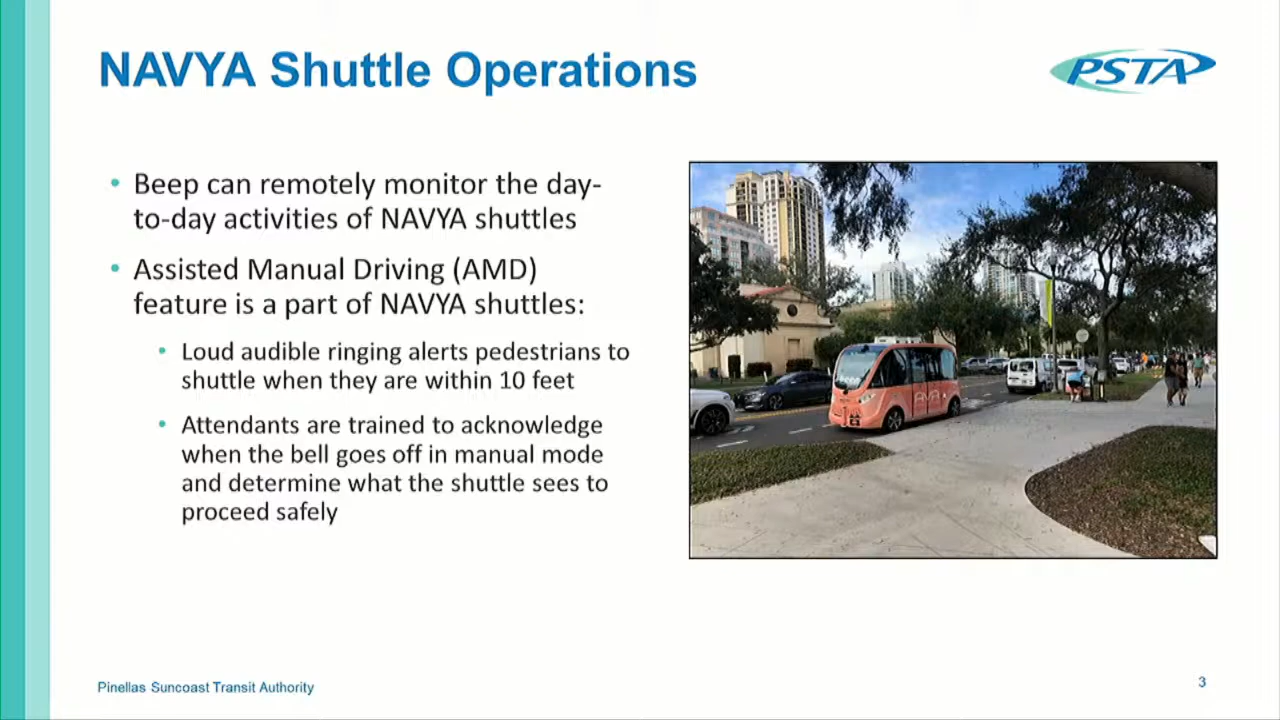 NAVYA Shuttle Operations
PSTA
• Beep can remotely monitor the day-
to-day activities of NAVYA shuttles
• Assisted Manual Driving (AMD)
feature is a part of NAVYA shuttles:
• Loud audible ringing alerts pedestrians to
shuttle when they are within 10 feet
• Attendants are trained to acknowledge
when the bell goes off in manual mode
and determine what the shuttle sees to
proceed safely
beep
AVA
Pinellas Suncoast Transit Authority
3